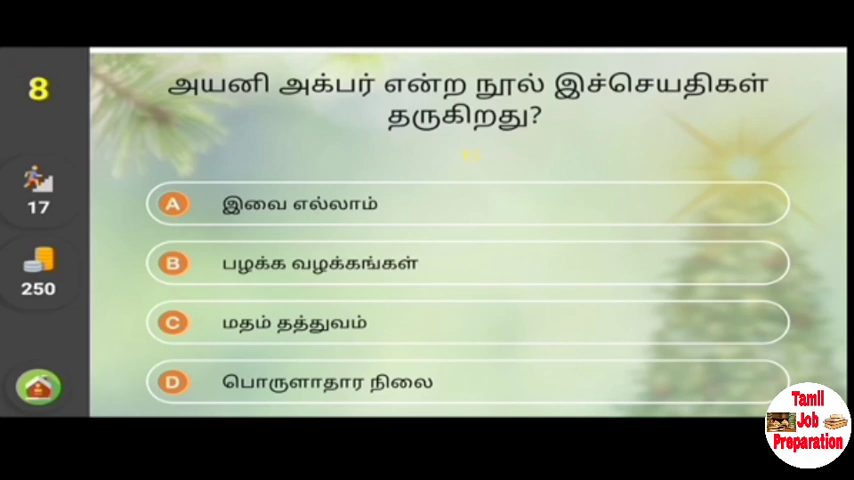 8
அயனி அக்பர் என்ற நூல் இச்செயதிகள்
தருகிறது?
17
250
A இவை எல்லாம்
B பழக்க வழக்கங்கள்
C மதம் தத்துவம்
D பொருளாதார நிலை
Tamil
Job
Preparation